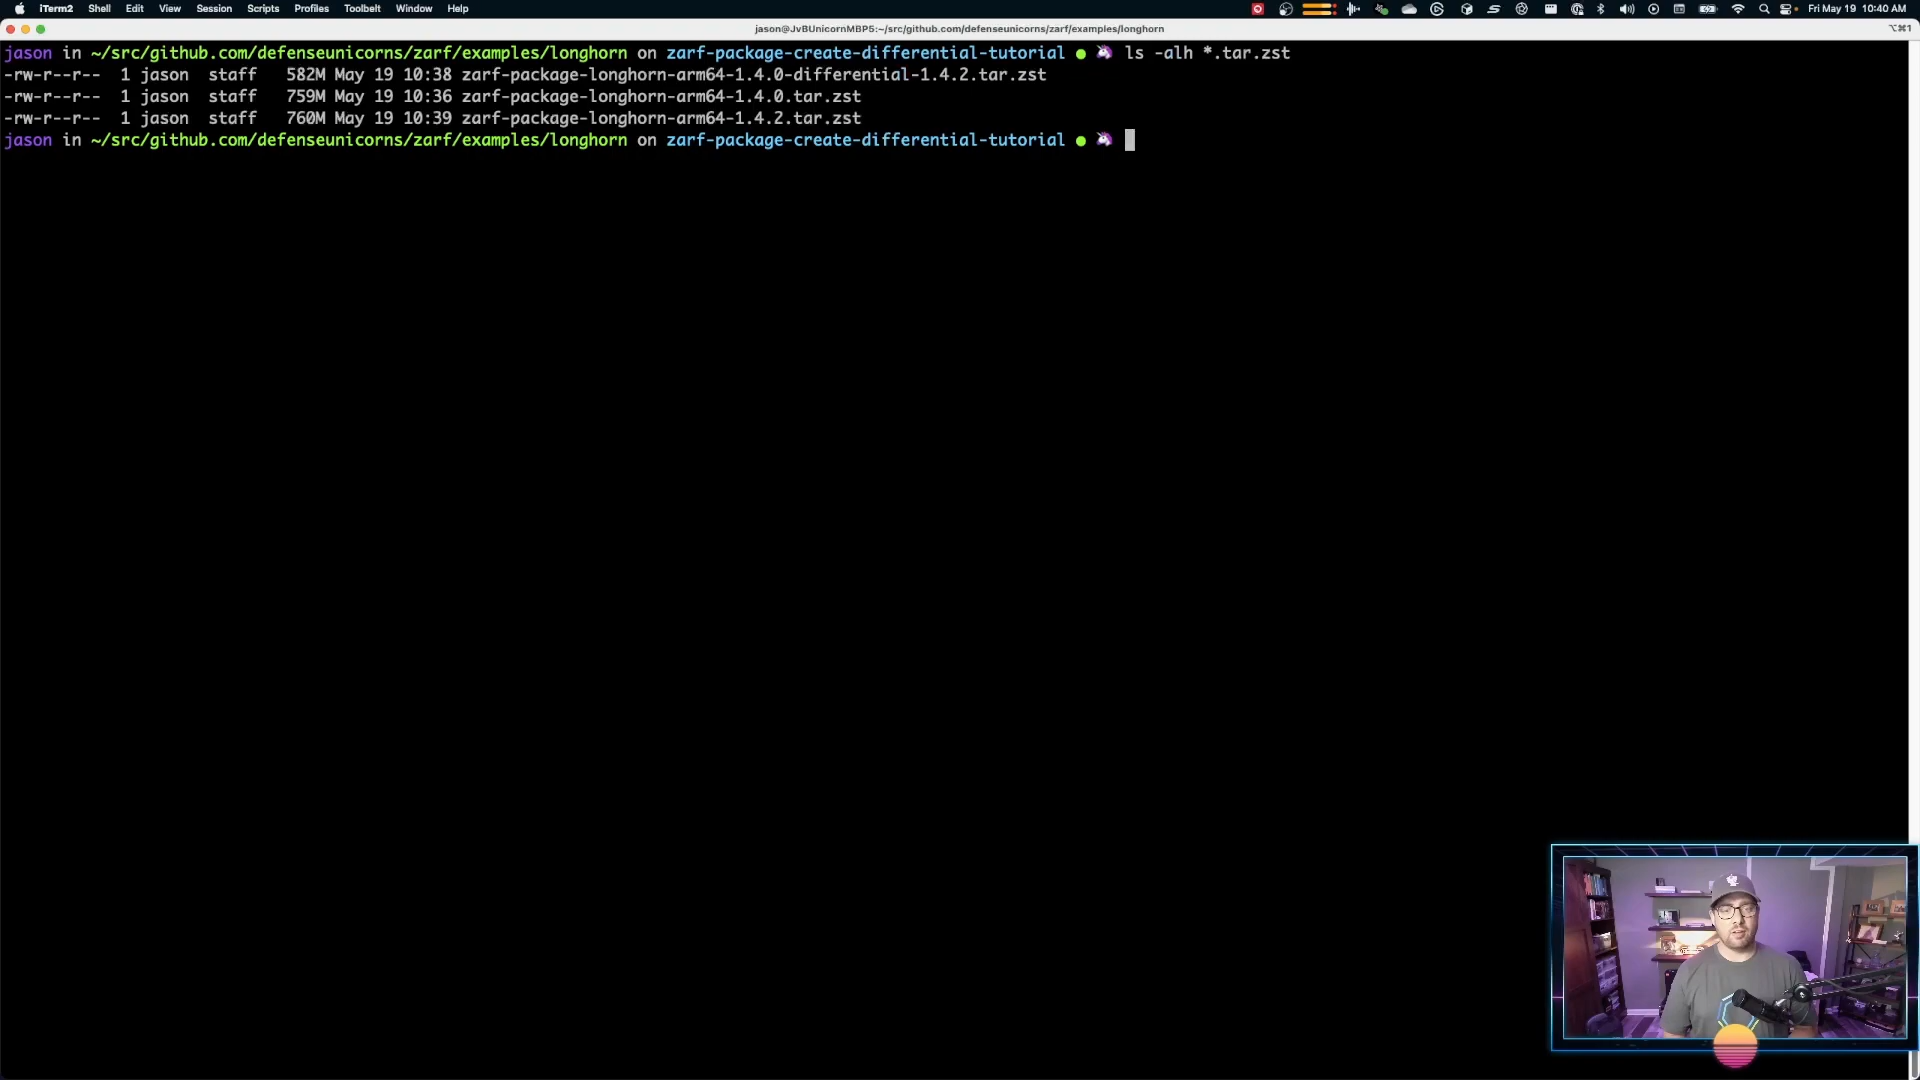 iTerm2 Shell Edit View Session Scripts Profiles Toolbelt Window Help Fri May 19 10:40 AM
jason@JvBUnicornMBP5:~/src/github.com/defenseunicorns/zarf/examples/longhorn ⌥⌘1
jason in ~/src/github.com/defenseunicorns/zarf/examples/longhorn on zarf-package-create-differential-tutorial ● 🦄 ls -alh *.tar.zst
-rw-r--r-- 1 jason staff 582M May 19 10:38 zarf-package-longhorn-arm64-1.4.0-differential-1.4.2.tar.zst
-rw-r--r-- 1 jason staff 759M May 19 10:36 zarf-package-longhorn-arm64-1.4.0.tar.zst
-rw-r--r-- 1 jason staff 760M May 19 10:39 zarf-package-longhorn-arm64-1.4.2.tar.zst
jason in ~/src/github.com/defenseunicorns/zarf/examples/longhorn on zarf-package-create-differential-tutorial ● 🦄